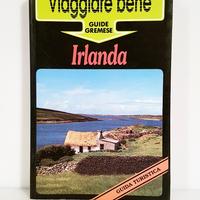 Viaggiare bene
GUIDE
GREMESE
Irlanda
GUIDA TURISTICA